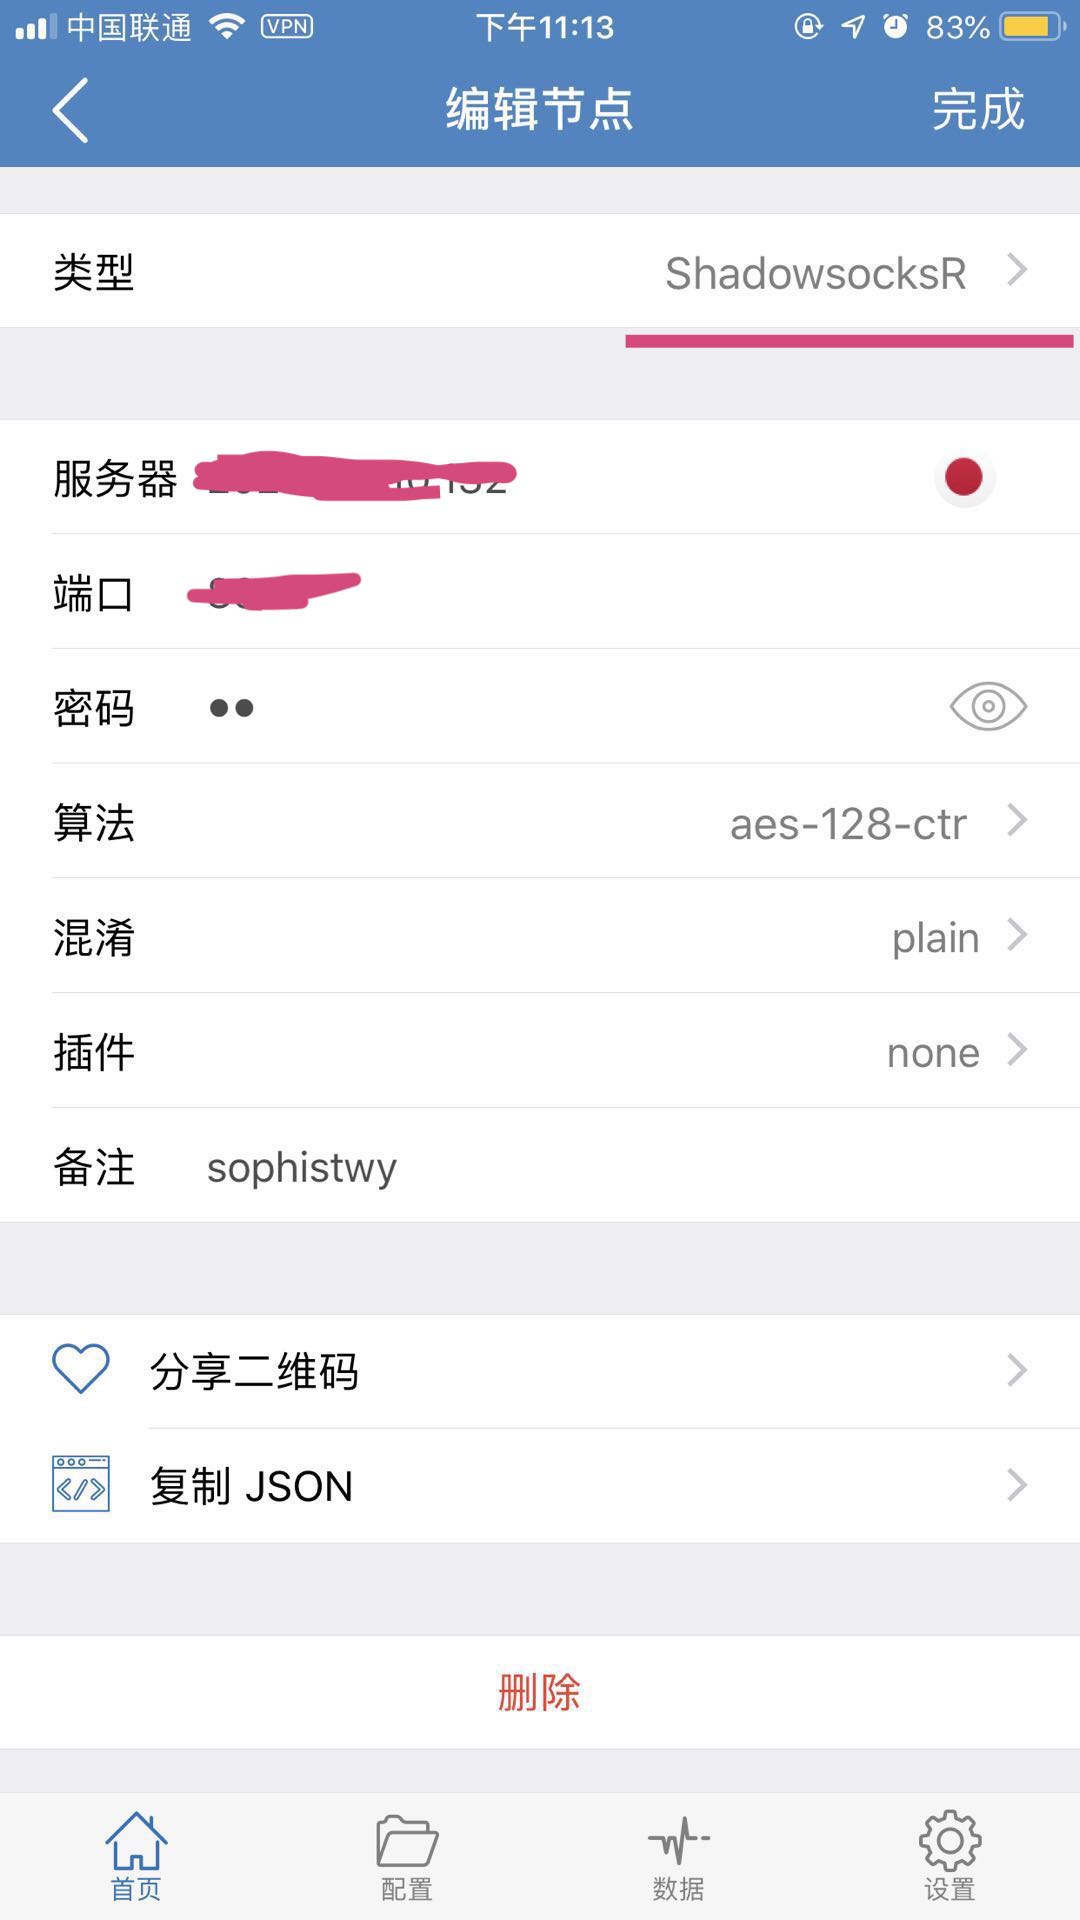 中国联通 VPN 下午11:13 83%
编辑节点 完成
类型 ShadowsocksR
服务器
端口
密码 ••
算法 aes-128-ctr
混淆 plain
插件 none
备注 sophistwy
分享二维码
复制 JSON
删除
首页 配置 数据 设置